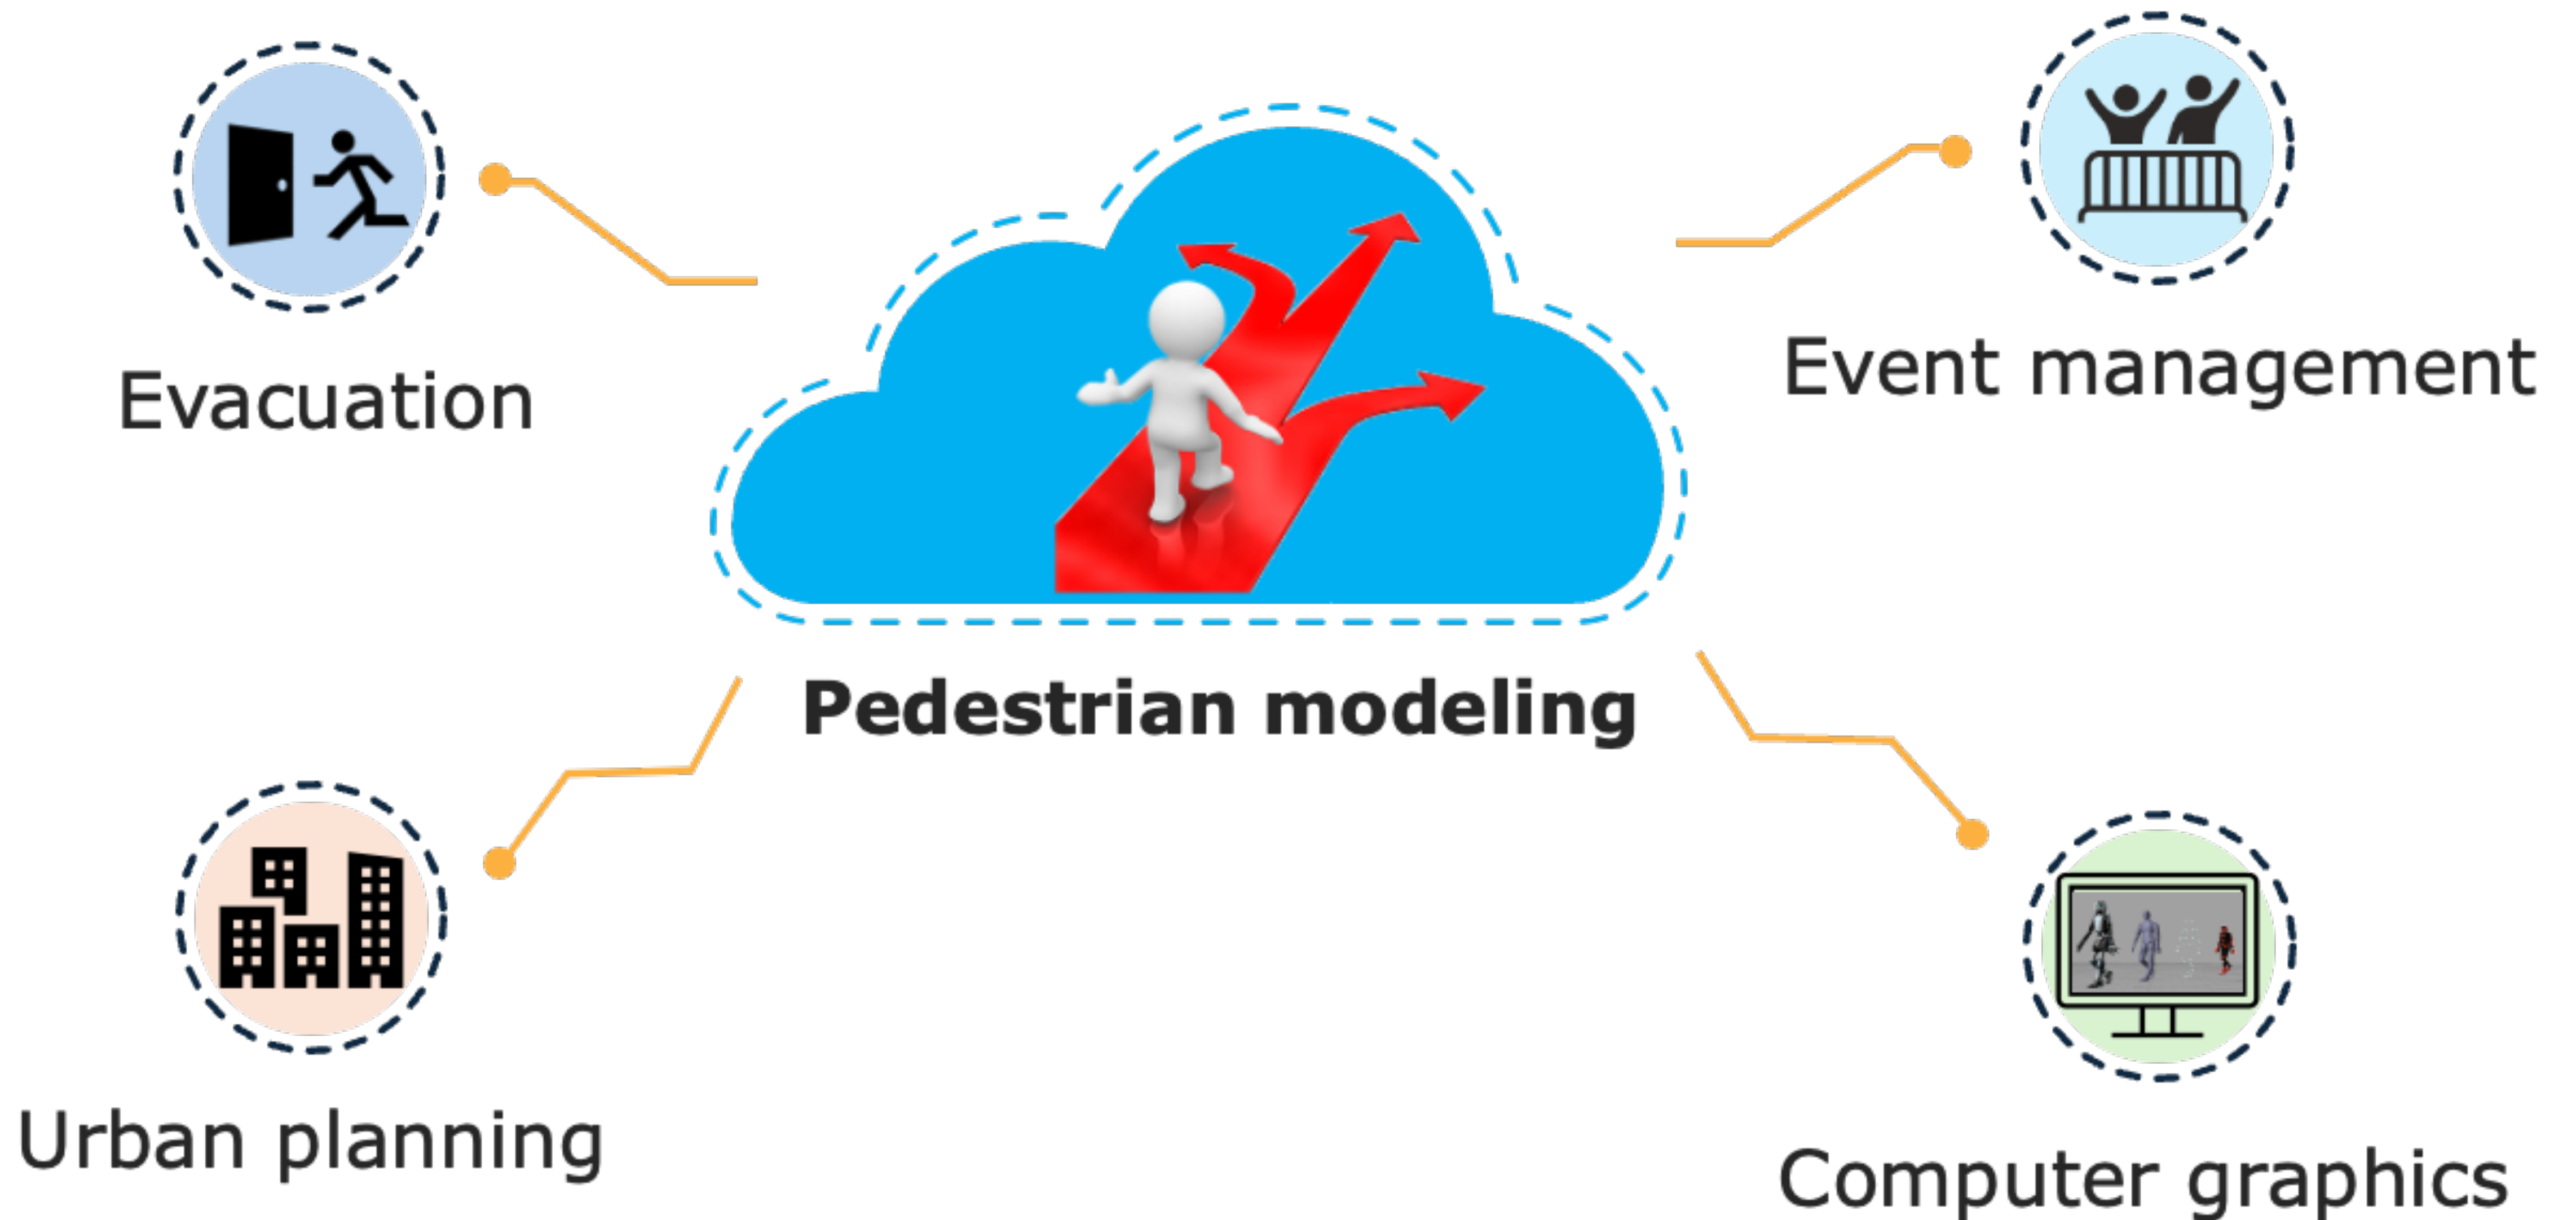 Evacuation
Event management
Pedestrian modeling
Urban planning
Computer graphics